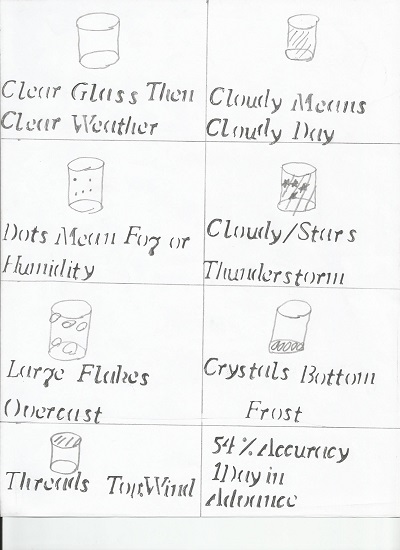 Clear Glass Then
Clear Weather
Cloudy Means
Cloudy Day
Dots Mean Fog or
Humidity
Cloudy/Stars
Thunderstorm
Large Flakes
Overcast
Crystals Bottom
Frost
Threads Top,Wind
54% Accuracy
1 Day in
Advance